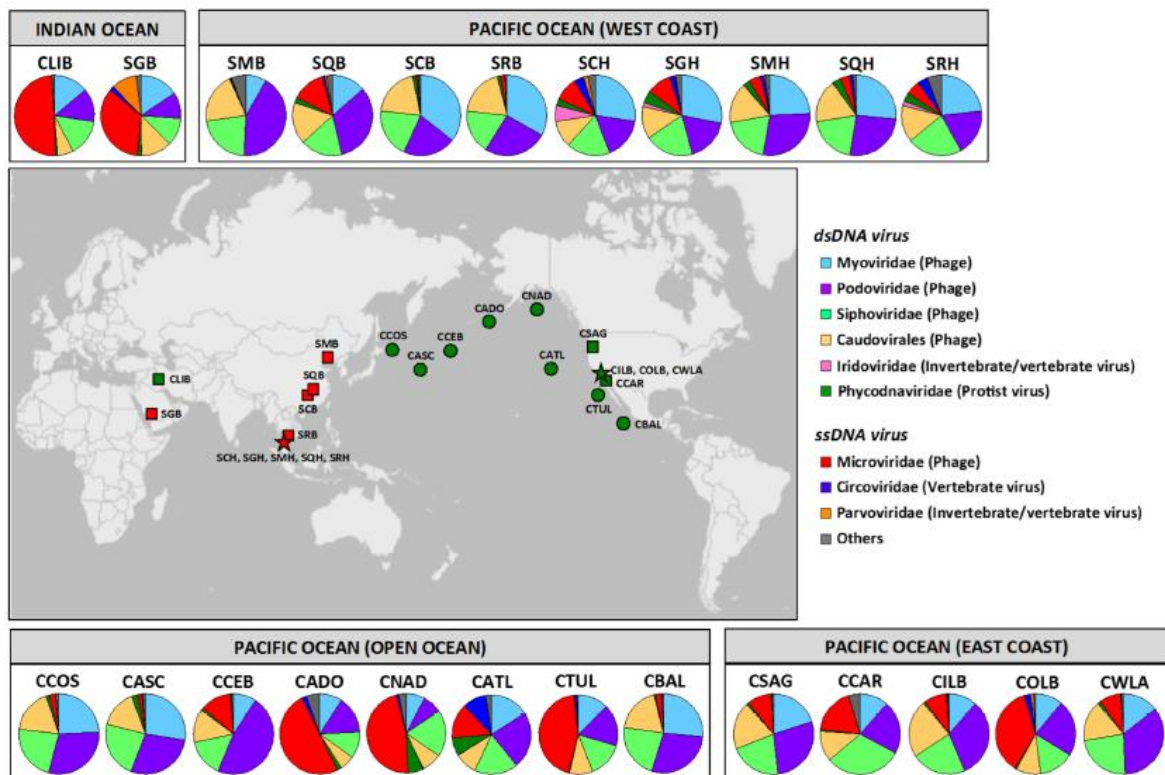 INDIAN OCEAN
PACIFIC OCEAN (WEST COAST)
CLIB SGB SMB SQB SCB SRB SCH SGH SMH SQH SRH
CNAD
CADO
CCOS
CCEB
CSAG
SMB
CASC
CATL
CLIB
CILB, COLB, CWLA
SQB
CCAR
SCB
SGB
CTUL
CBAL
SRB
SCH, SGH, SMH, SQH, SRH
dsDNA virus
Myoviridae (Phage)
Podoviridae (Phage)
Siphoviridae (Phage)
Caudovirales (Phage)
Iridoviridae (Invertebrate/vertebrate virus)
Phycodnaviridae (Protist virus)
ssDNA virus
Microviridae (Phage)
Circoviridae (Vertebrate virus)
Parvoviridae (Invertebrate/vertebrate virus)
Others
PACIFIC OCEAN (OPEN OCEAN)
PACIFIC OCEAN (EAST COAST)
CCOS CASC CCEB CADO CNAD CATL CTUL CBAL CSAG CCAR CILB COLB CWLA